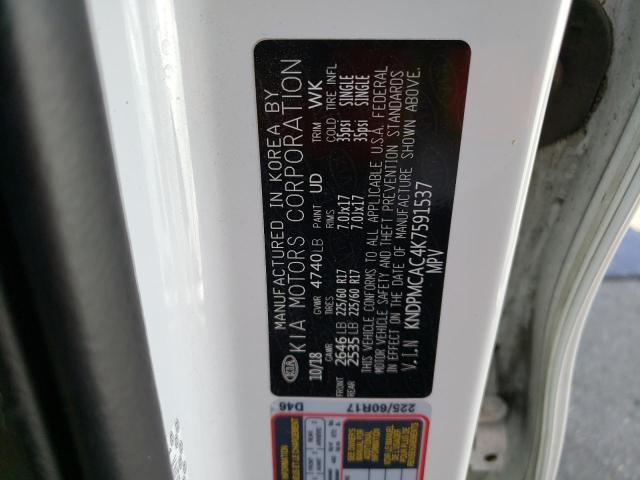 MANUFACTURED IN KOREA BY
KIA MOTORS CORPORATION
KIA
10/18 GVWR 4740LB PAINT UD TRIM WK
GAWR TIRES RIMS COLD TIRE INFL
FRONT 2646LB 225/60 R17 7.0Jx17 35psi SINGLE
REAR 2535LB 225/60 R17 7.0Jx17 35psi SINGLE
THIS VEHICLE CONFORMS TO ALL APPLICABLE U.S.A. FEDERAL
MOTOR VEHICLE SAFETY AND THEFT PREVENTION STANDARDS
IN EFFECT ON THE DATE OF MANUFACTURE SHOWN ABOVE.
V.I.N KNDPMCAC4K7591537
MPV
D46 225/60R17